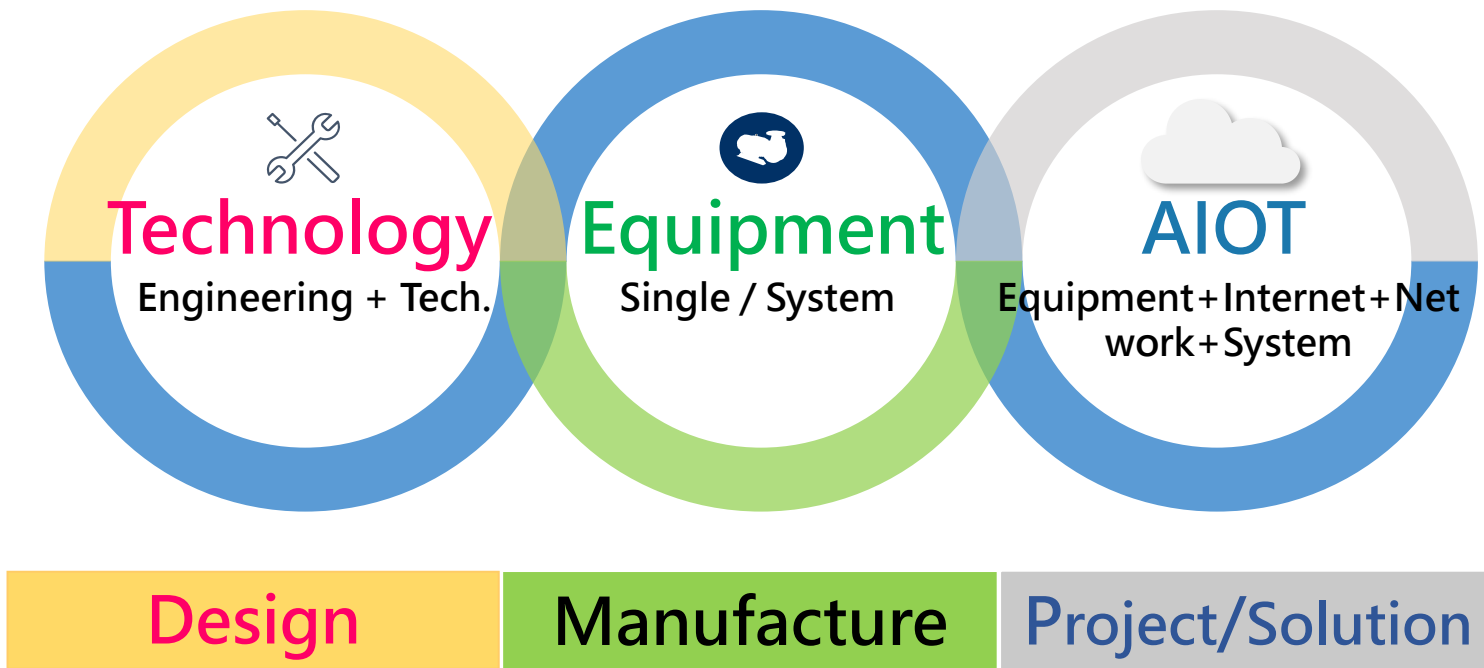 Technology
Engineering + Tech.
Equipment
Single / System
AIOT
Equipment+Internet+Net
work+System
Design
Manufacture
Project/Solution